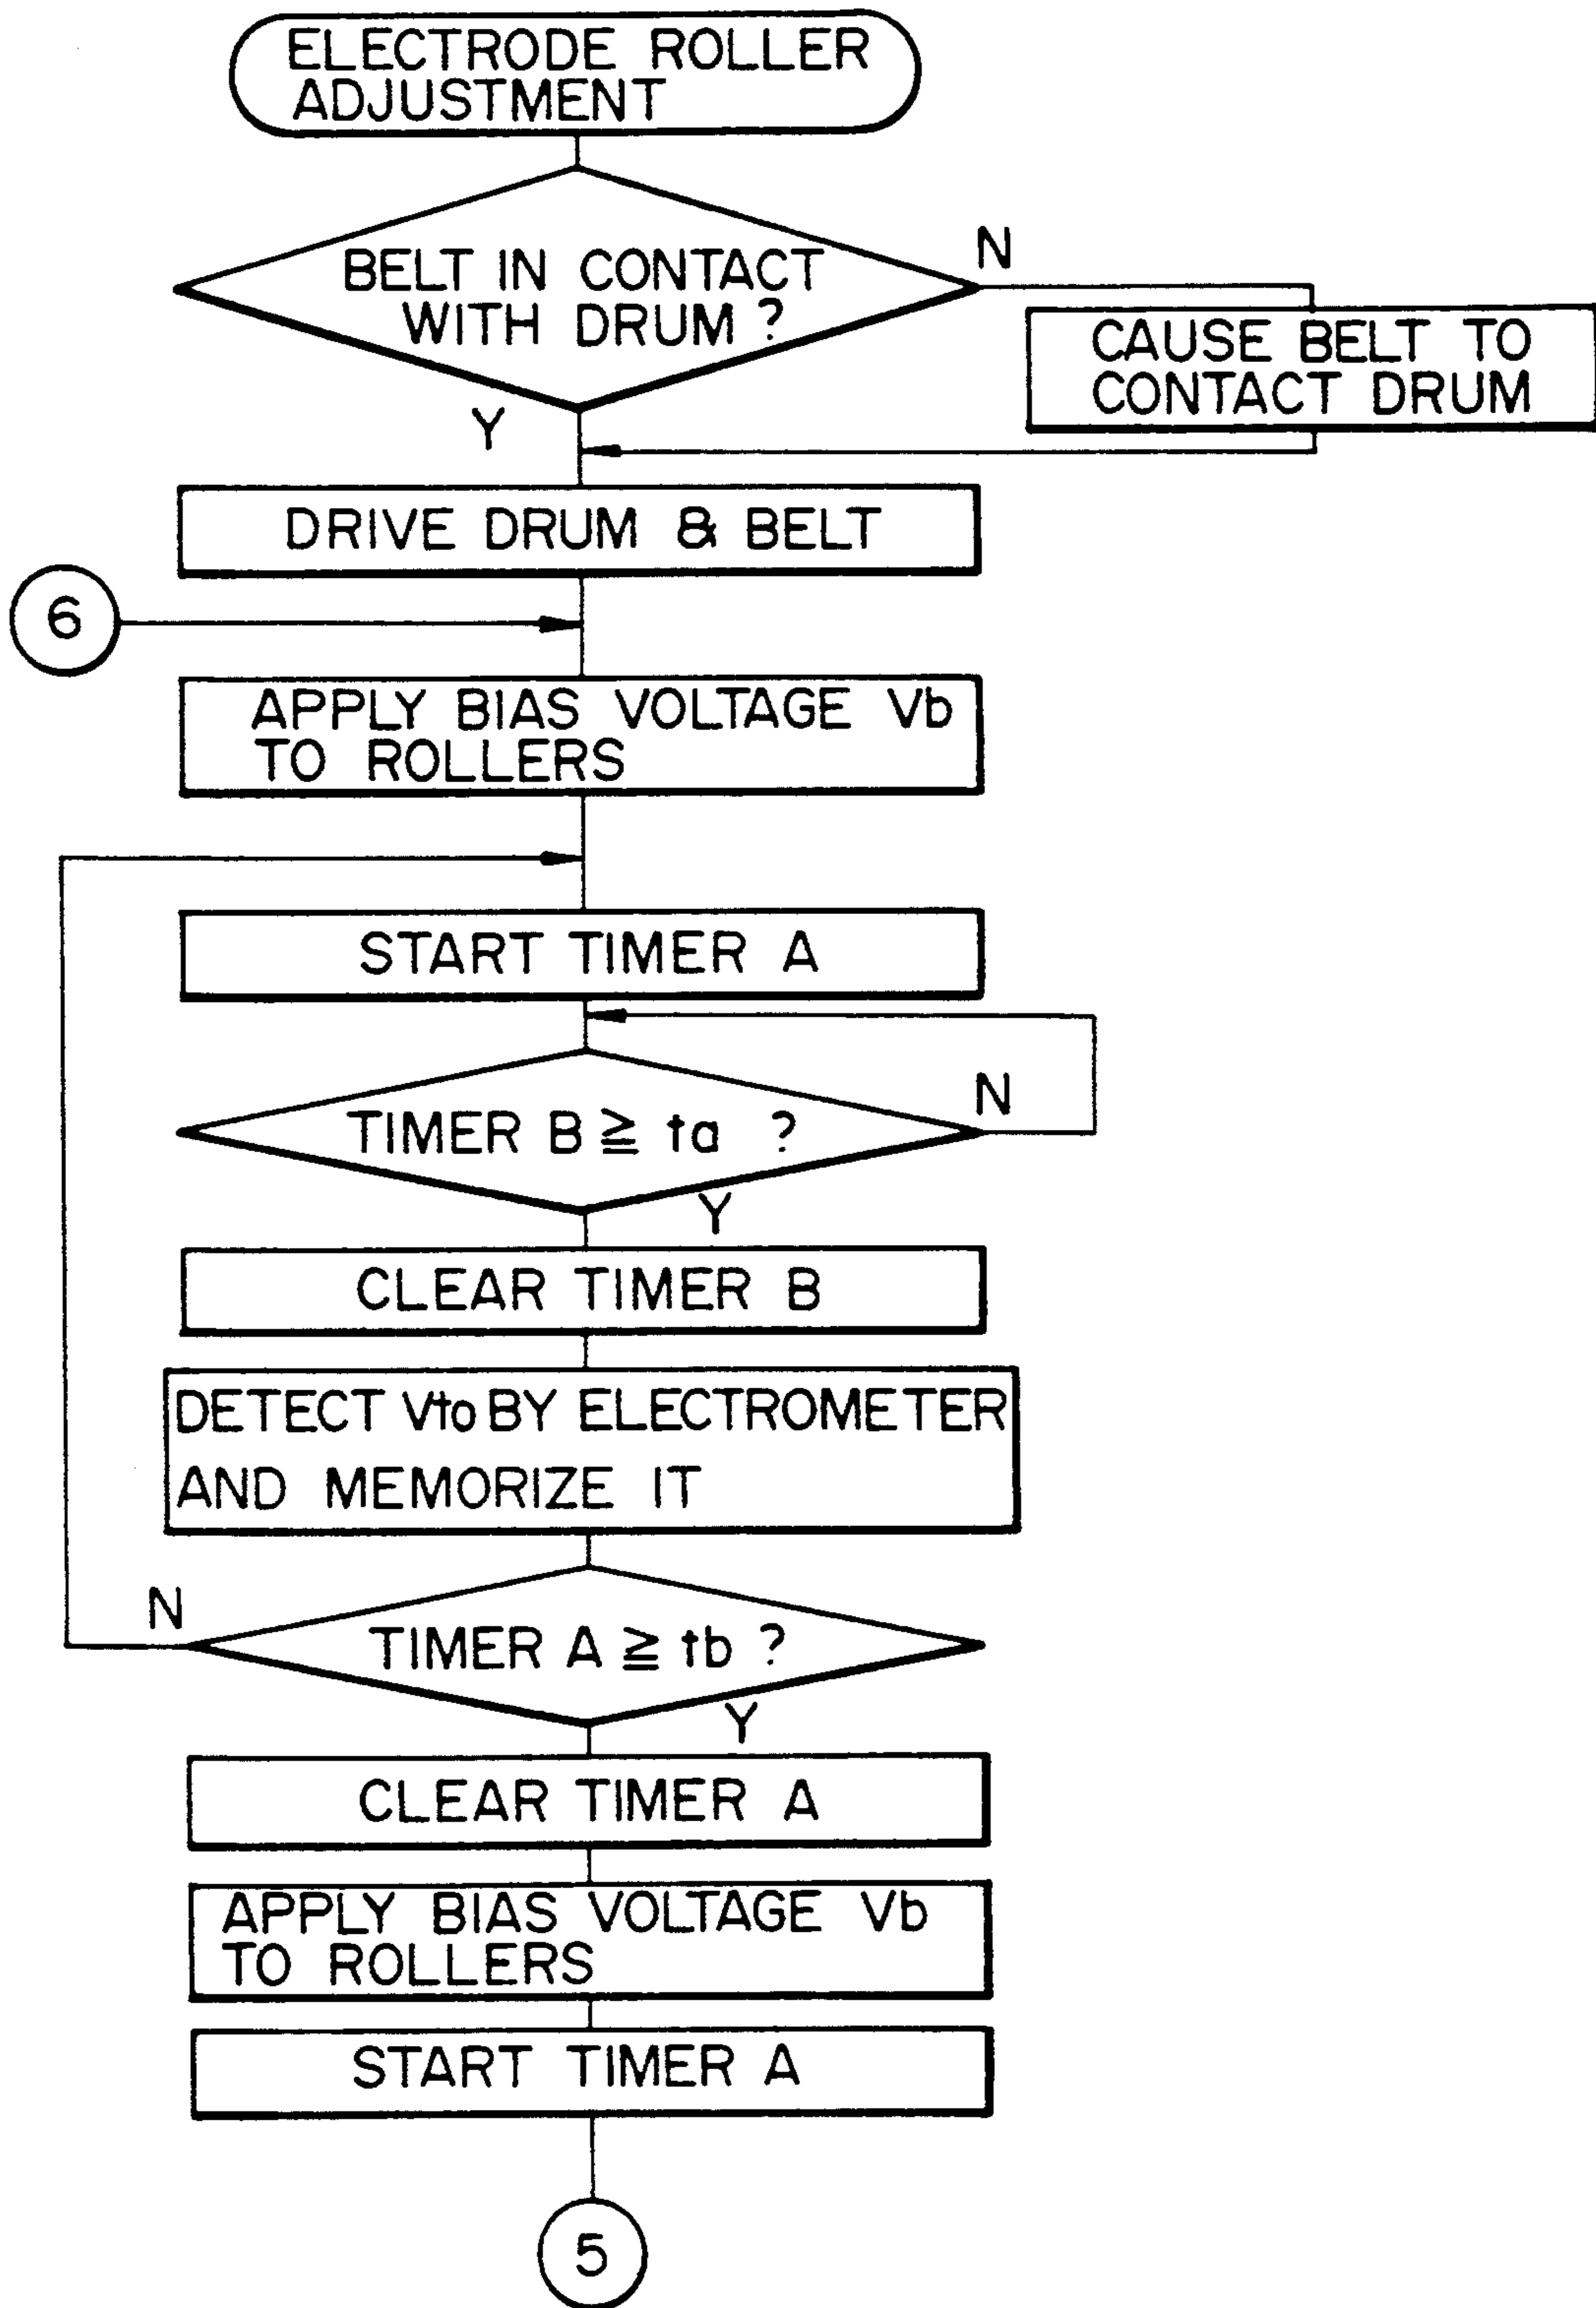 ELECTRODE ROLLER
ADJUSTMENT
BELT IN CONTACT
WITH DRUM ?
N
CAUSE BELT TO
CONTACT DRUM
Y
DRIVE DRUM & BELT
6
APPLY BIAS VOLTAGE Vb
TO ROLLERS
START TIMER A
TIMER B ≧ ta ?
N
Y
CLEAR TIMER B
DETECT Vto BY ELECTROMETER
AND MEMORIZE IT
N
TIMER A ≧ tb ?
Y
CLEAR TIMER A
APPLY BIAS VOLTAGE Vb
TO ROLLERS
START TIMER A
5